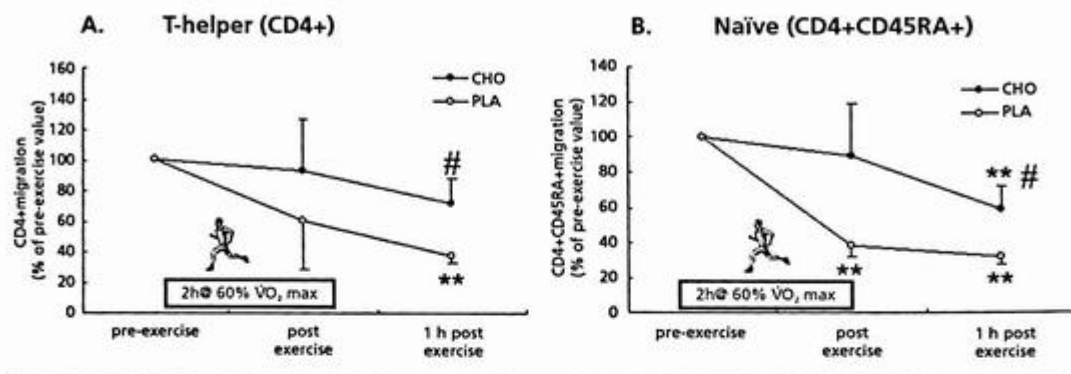 A. T-helper (CD4+)
CD4+migration
(% of pre-exercise value)
160
140
120
100
80
60
40
20
0
CHO
PLA
#
**
2h@ 60% V̇O₂ max
pre-exercise
post
exercise
1 h post
exercise
B. Naïve (CD4+CD45RA+)
CD4+CD45RA+migration
(% of pre-exercise value)
140
120
100
80
60
40
20
0
CHO
PLA
** #
**
**
2h@ 60% V̇O₂ max
pre-exercise
post
exercise
1 h post
exercise